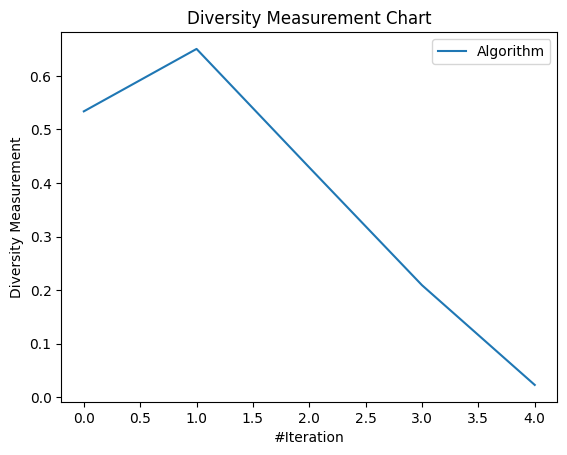 Diversity Measurement Chart
Algorithm
Diversity Measurement
0.6
0.5
0.4
0.3
0.2
0.1
0.0
0.0 0.5 1.0 1.5 2.0 2.5 3.0 3.5 4.0
#Iteration